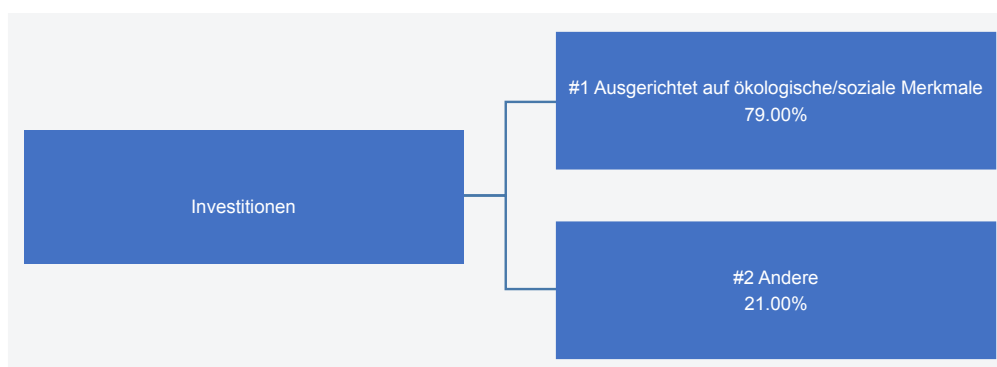 #1 Ausgerichtet auf ökologische/soziale Merkmale
79.00%
Investitionen
#2 Andere
21.00%